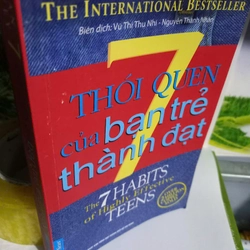 THE INTERNATIONAL BESTSELLER
Biên dịch: Vũ Thị Thu Nhi - Nguyễn Thành Nhân
7
THÓI QUEN
của bạn trẻ
thành đạt
The 7 HABITS
of Highly Effective
TEENS